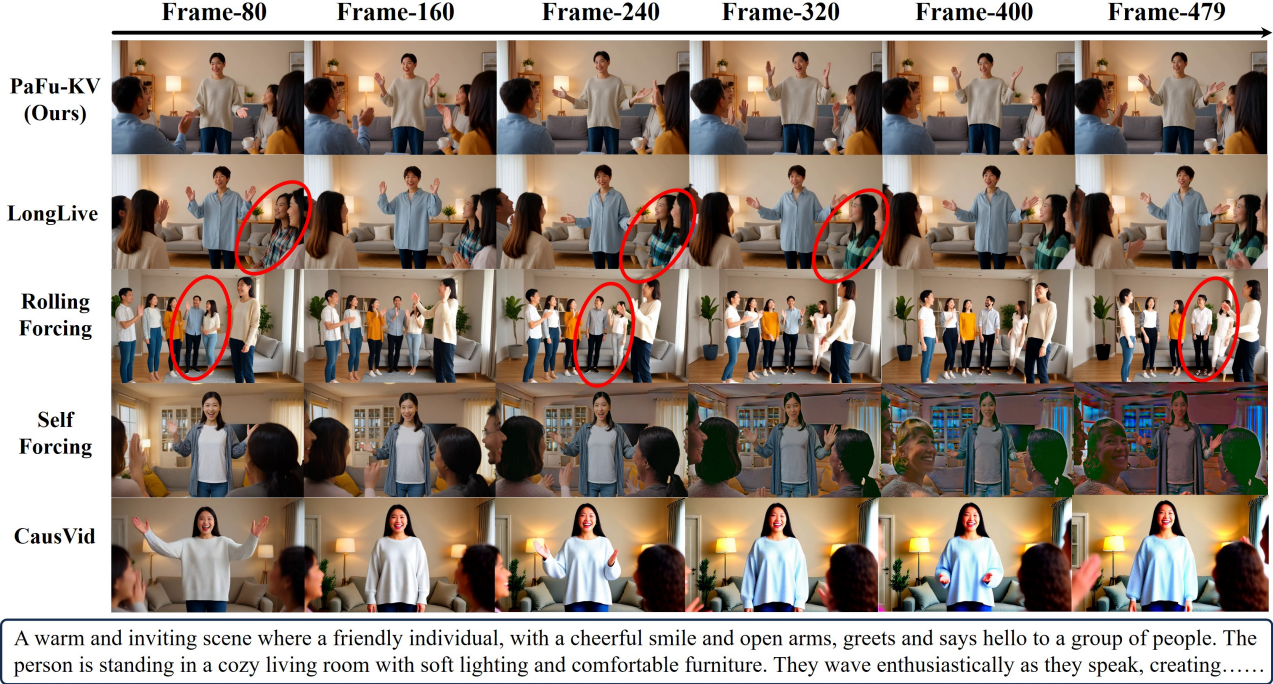 Frame-80 Frame-160 Frame-240 Frame-320 Frame-400 Frame-479
PaFu-KV
(Ours)
LongLive
Rolling
Forcing
Self
Forcing
CausVid
A warm and inviting scene where a friendly individual, with a cheerful smile and open arms, greets and says hello to a group of people. The
person is standing in a cozy living room with soft lighting and comfortable furniture. They wave enthusiastically as they speak, creating……